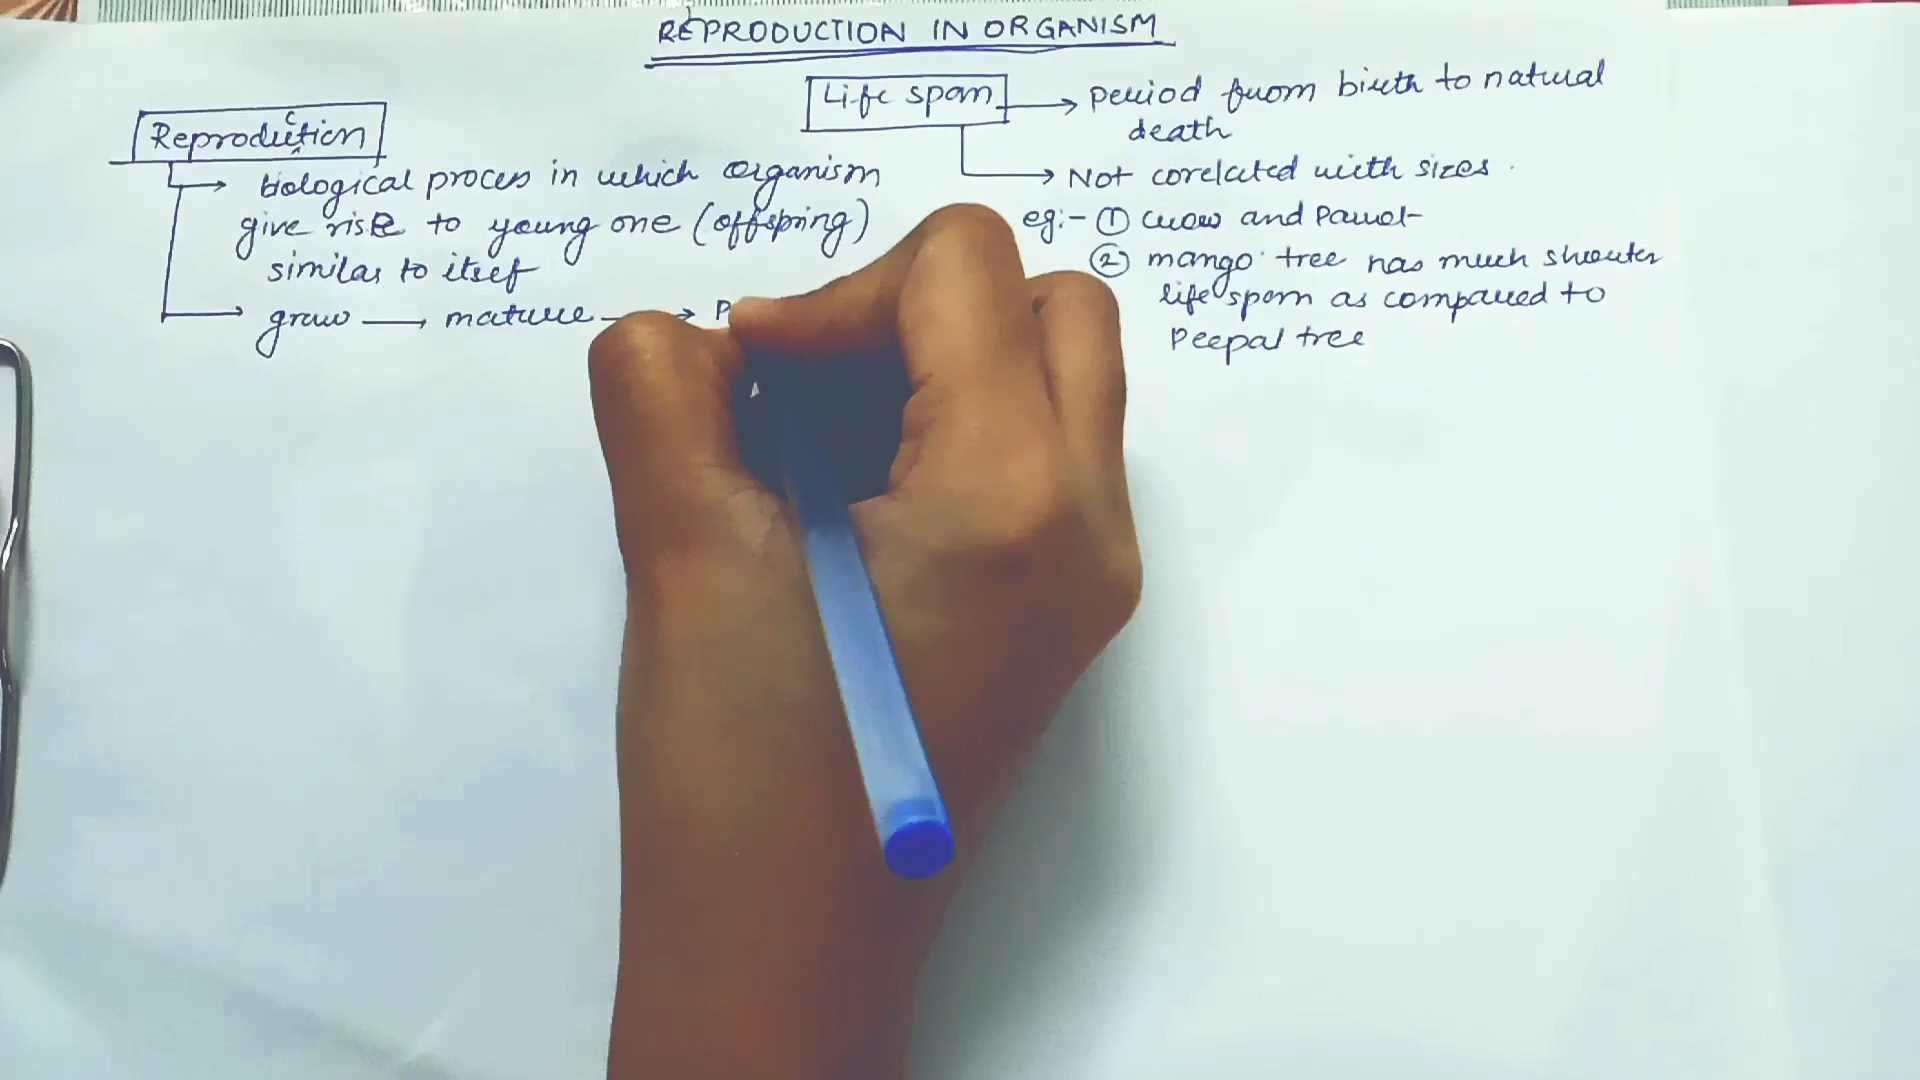 REPRODUCTION IN ORGANISM
Reproduction
biological process in which organism
give rise to young one (offspring)
similar to itself
grow → mature → P
Life span → Period from birth to natural
death
→ Not corelated with sizes
eg:- ① crow and Parrot
② mango tree has much shorter
life span as compared to
Peepal tree